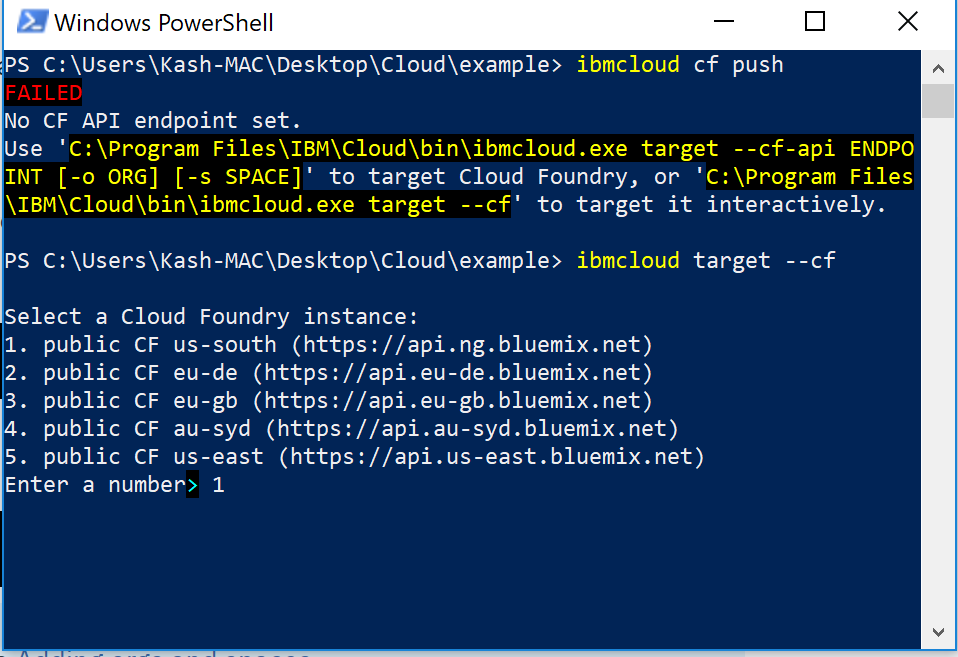 Windows PowerShell
PS C:\Users\Kash-MAC\Desktop\Cloud\example> ibmcloud cf push
FAILED
No CF API endpoint set.
Use 'C:\Program Files\IBM\Cloud\bin\ibmcloud.exe target --cf-api ENDPO
INT [-o ORG] [-s SPACE]' to target Cloud Foundry, or 'C:\Program Files
\IBM\Cloud\bin\ibmcloud.exe target --cf' to target it interactively.
PS C:\Users\Kash-MAC\Desktop\Cloud\example> ibmcloud target --cf
Select a Cloud Foundry instance:
1. public CF us-south (https://api.ng.bluemix.net)
2. public CF eu-de (https://api.eu-de.bluemix.net)
3. public CF eu-gb (https://api.eu-gb.bluemix.net)
4. public CF au-syd (https://api.au-syd.bluemix.net)
5. public CF us-east (https://api.us-east.bluemix.net)
Enter a number> 1
Adding orgs and spaces